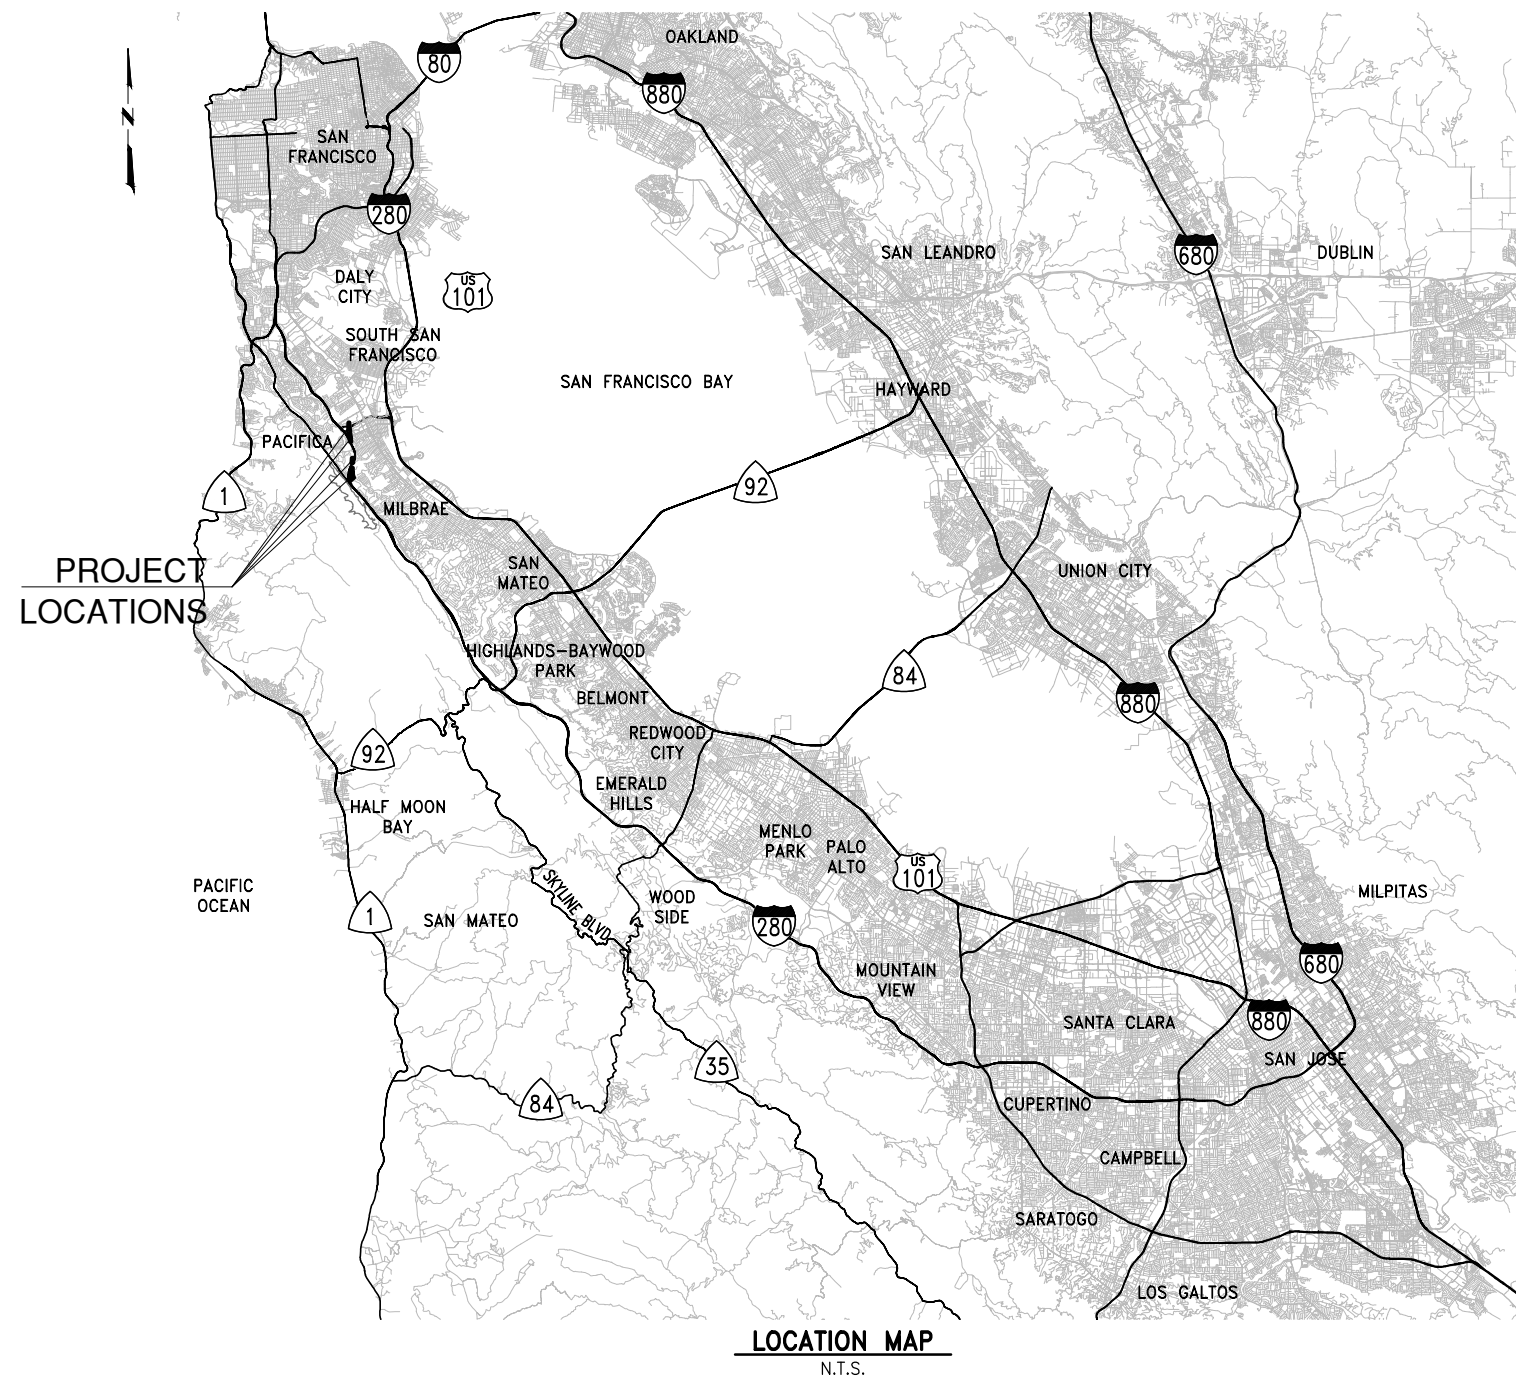 OAKLAND
80
880
N
SAN
FRANCISCO
280
SAN LEANDRO
680
DUBLIN
DALY
CITY
US
101
SOUTH SAN
FRANCISCO
SAN FRANCISCO BAY
HAYWARD
PACIFICA
1
92
MILBRAE
PROJECT
LOCATIONS
SAN
MATEO
UNION CITY
HIGHLANDS-BAYWOOD
PARK
84
BELMONT
880
REDWOOD
CITY
92
EMERALD
HILLS
HALF MOON
BAY
MENLO
PARK
PALO
ALTO
US
101
PACIFIC
OCEAN
MILPITAS
SKYLINE BLVD
WOOD
SIDE
1
SAN MATEO
280
680
MOUNTAIN
VIEW
SANTA CLARA
880
SAN JOSE
35
84
CUPERTINO
CAMPBELL
SARATOGO
LOS GALTOS
LOCATION MAP
N.T.S.